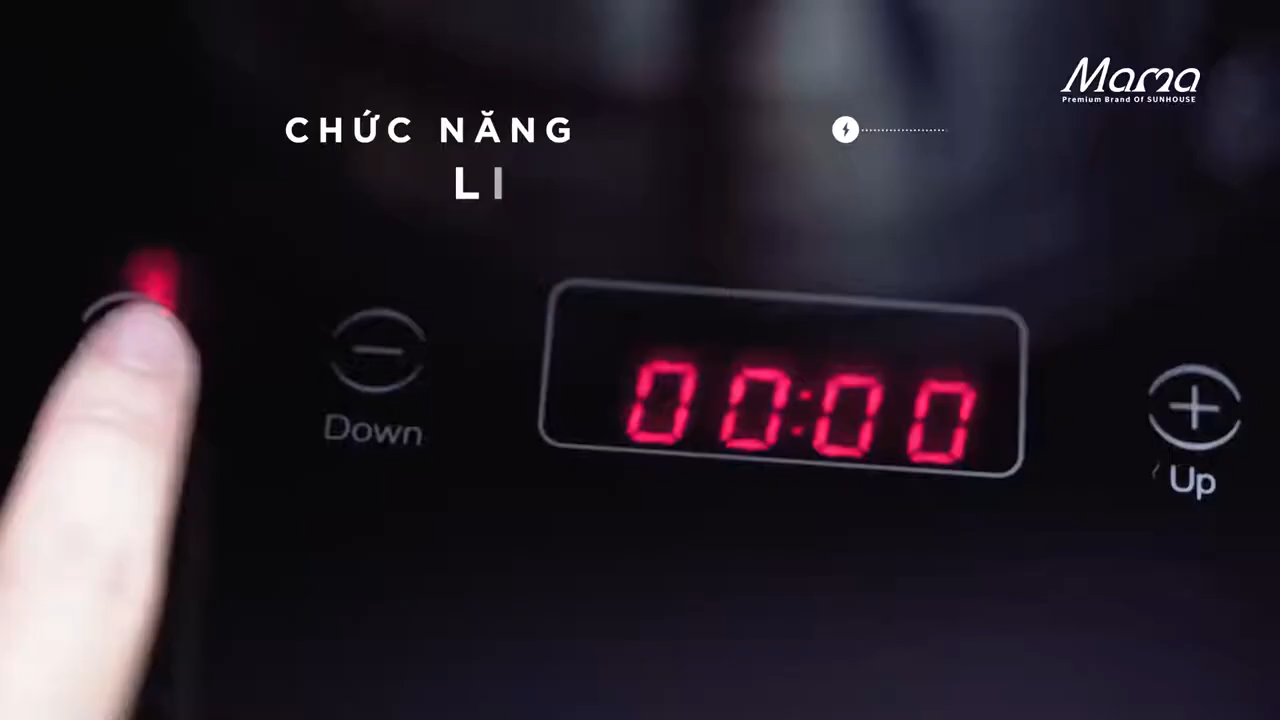 Mama
Premium Brand Of SUNHOUSE
CHỨC NĂNG
LI
Down
00:00
Up